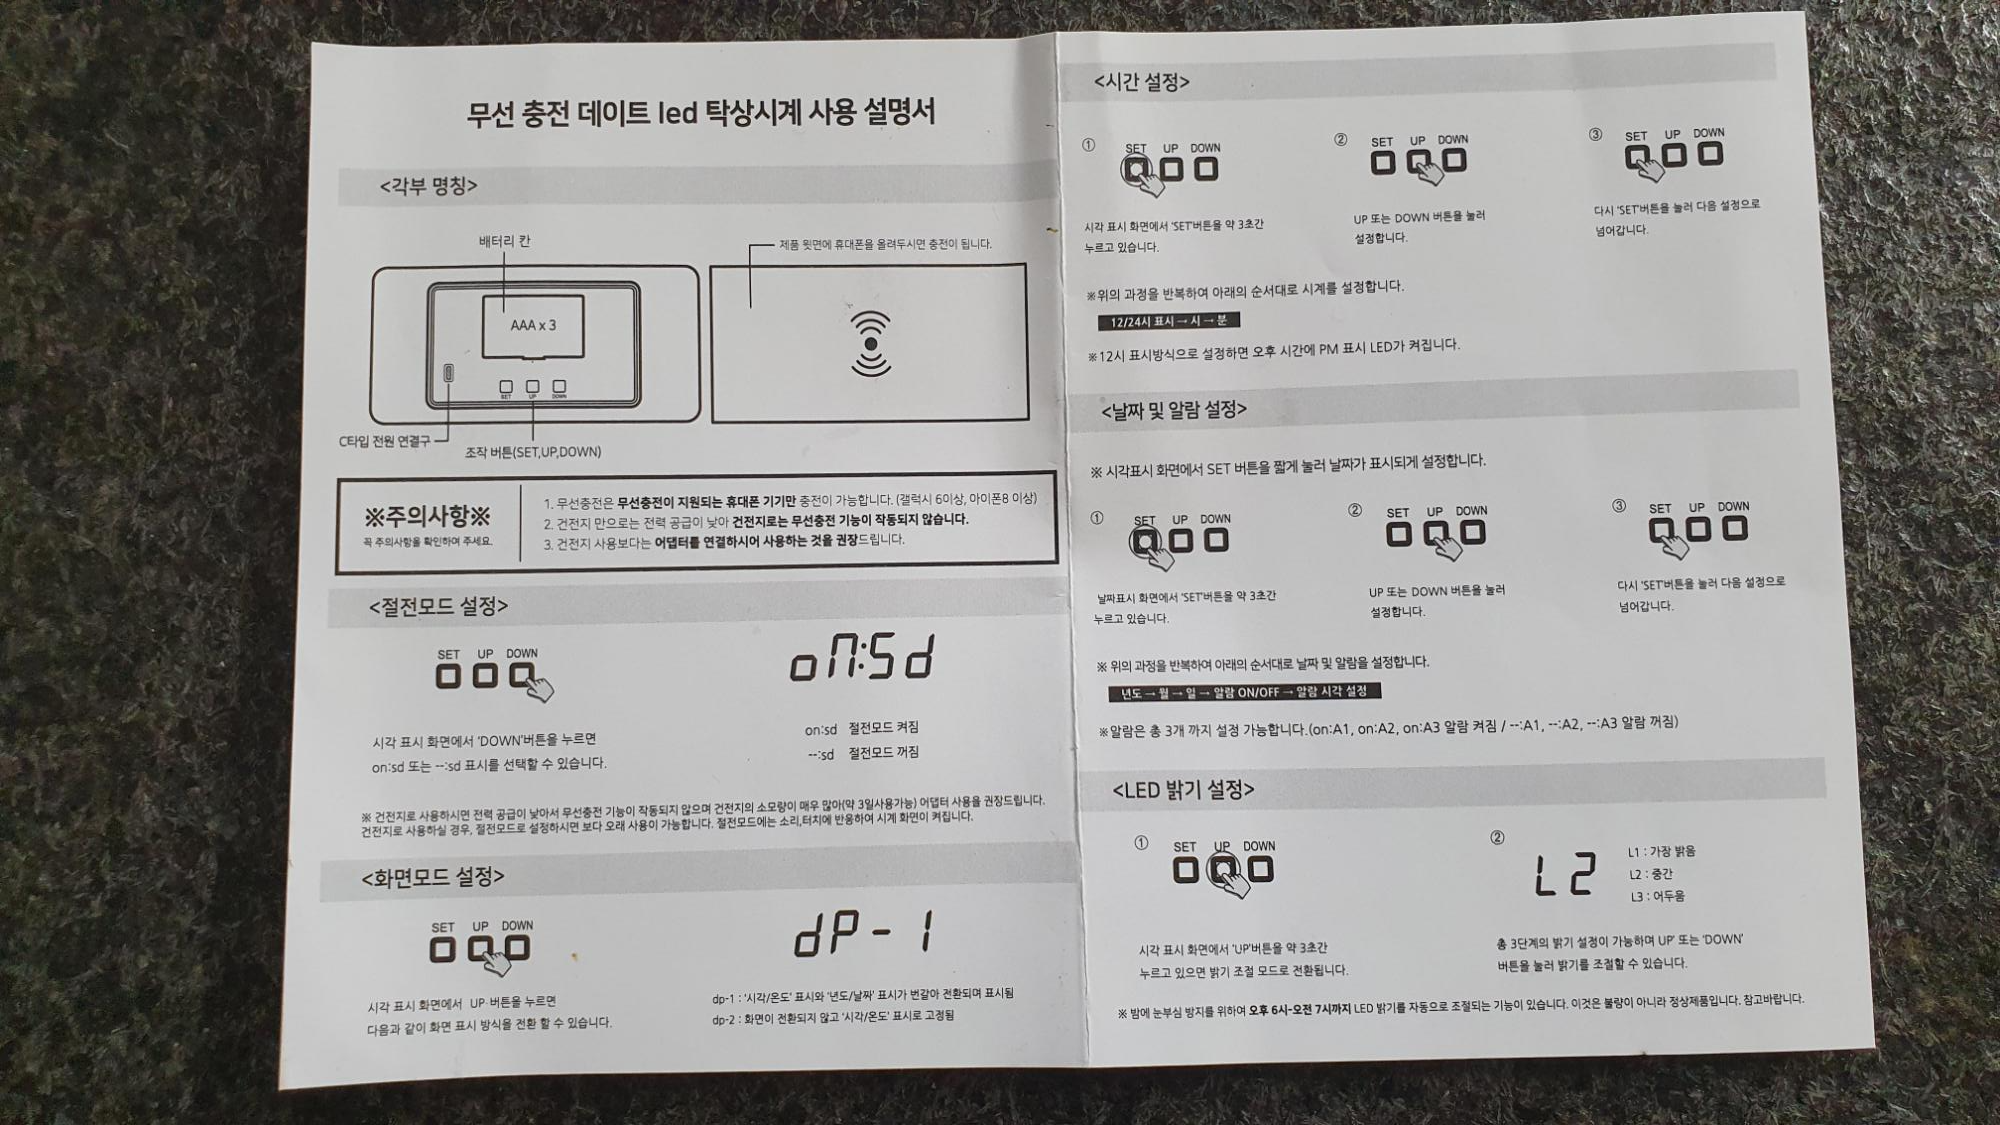 무선 충전 데이트 led 탁상시계 사용 설명서
<각부 명칭>
배터리 칸
제품 윗면에 휴대폰을 올려두시면 충전이 됩니다.
AAA x 3
SET UP DOWN
C타입 전원 연결구
조작 버튼(SET,UP,DOWN)
※주의사항※
꼭 주의사항을 확인하여 주세요.
1. 무선충전은 무선충전이 지원되는 휴대폰 기기만 충전이 가능합니다. (갤럭시 6이상, 아이폰8 이상)
2. 건전지 만으로는 전력 공급이 낮아 건전지로는 무선충전 기능이 작동되지 않습니다.
3. 건전지 사용보다는 어댑터를 연결하시어 사용하는 것을 권장드립니다.
<절전모드 설정>
SET UP DOWN
on:sd
시각 표시 화면에서 'DOWN'버튼을 누르면
on:sd 또는 --:sd 표시를 선택할 수 있습니다.
on:sd 절전모드 켜짐
--:sd 절전모드 꺼짐
※ 건전지로 사용하시면 전력 공급이 낮아서 무선충전 기능이 작동되지 않으며 건전지의 소모량이 매우 많아(약 3일사용가능) 어댑터 사용을 권장드립니다.
건전지로 사용하실 경우, 절전모드로 설정하시면 보다 오래 사용이 가능합니다. 절전모드에는 소리,터치에 반응하여 시계 화면이 켜집니다.
<화면모드 설정>
SET UP DOWN
dP-1
시각 표시 화면에서 UP·버튼을 누르면
다음과 같이 화면 표시 방식을 전환 할 수 있습니다.
dp-1 : '시각/온도' 표시와 '년도/날짜' 표시가 번갈아 전환되며 표시됨
dp-2 : 화면이 전환되지 않고 '시각/온도' 표시로 고정됨
<시간 설정>
① SET UP DOWN
② SET UP DOWN
③ SET UP DOWN
시각 표시 화면에서 'SET'버튼을 약 3초간
누르고 있습니다.
UP 또는 DOWN 버튼을 눌러
설정합니다.
다시 'SET'버튼을 눌러 다음 설정으로
넘어갑니다.
※위의 과정을 반복하여 아래의 순서대로 시계를 설정합니다.
12/24시 표시 → 시 → 분
※12시 표시방식으로 설정하면 오후 시간에 PM 표시 LED가 켜집니다.
<날짜 및 알람 설정>
※ 시각표시 화면에서 SET 버튼을 짧게 눌러 날짜가 표시되게 설정합니다.
① SET UP DOWN
② SET UP DOWN
③ SET UP DOWN
날짜표시 화면에서 'SET'버튼을 약 3초간
누르고 있습니다.
UP 또는 DOWN 버튼을 눌러
설정합니다.
다시 'SET'버튼을 눌러 다음 설정으로
넘어갑니다.
※ 위의 과정을 반복하여 아래의 순서대로 날짜 및 알람을 설정합니다.
년도 → 월 → 일 → 알람 ON/OFF → 알람 시각 설정
※알람은 총 3개 까지 설정 가능합니다.(on:A1, on:A2, on:A3 알람 켜짐 / --:A1, --:A2, --:A3 알람 꺼짐)
<LED 밝기 설정>
① SET UP DOWN
② L2
L1 : 가장 밝음
L2 : 중간
L3 : 어두움
시각 표시 화면에서 'UP'버튼을 약 3초간
누르고 있으면 밝기 조절 모드로 전환됩니다.
총 3단계의 밝기 설정이 가능하며 UP' 또는 'DOWN'
버튼을 눌러 밝기를 조절할 수 있습니다.
※ 밤에 눈부심 방지를 위하여 오후 6시-오전 7시까지 LED 밝기를 자동으로 조절되는 기능이 있습니다. 이것은 불량이 아니라 정상제품입니다. 참고바랍니다.